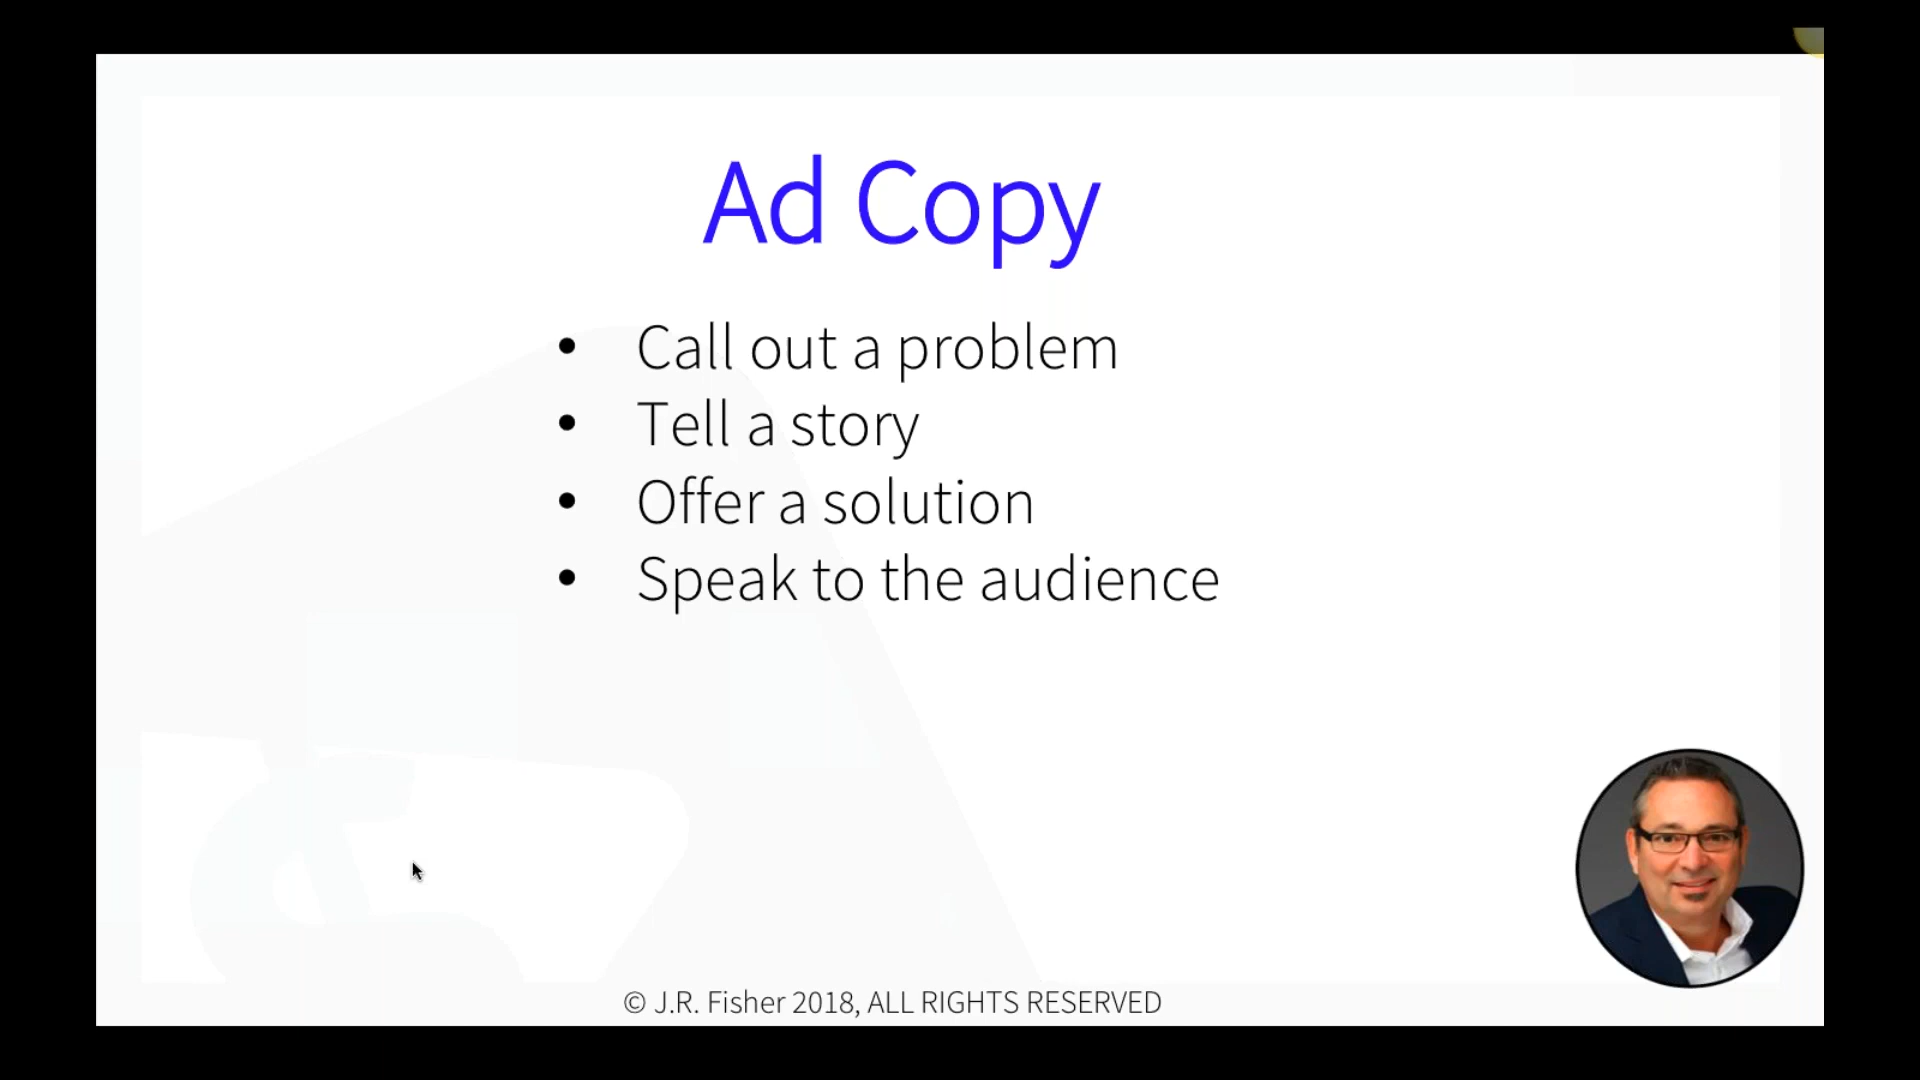 Ad Copy
• Call out a problem
• Tell a story
• Offer a solution
• Speak to the audience
© J.R. Fisher 2018, ALL RIGHTS RESERVED